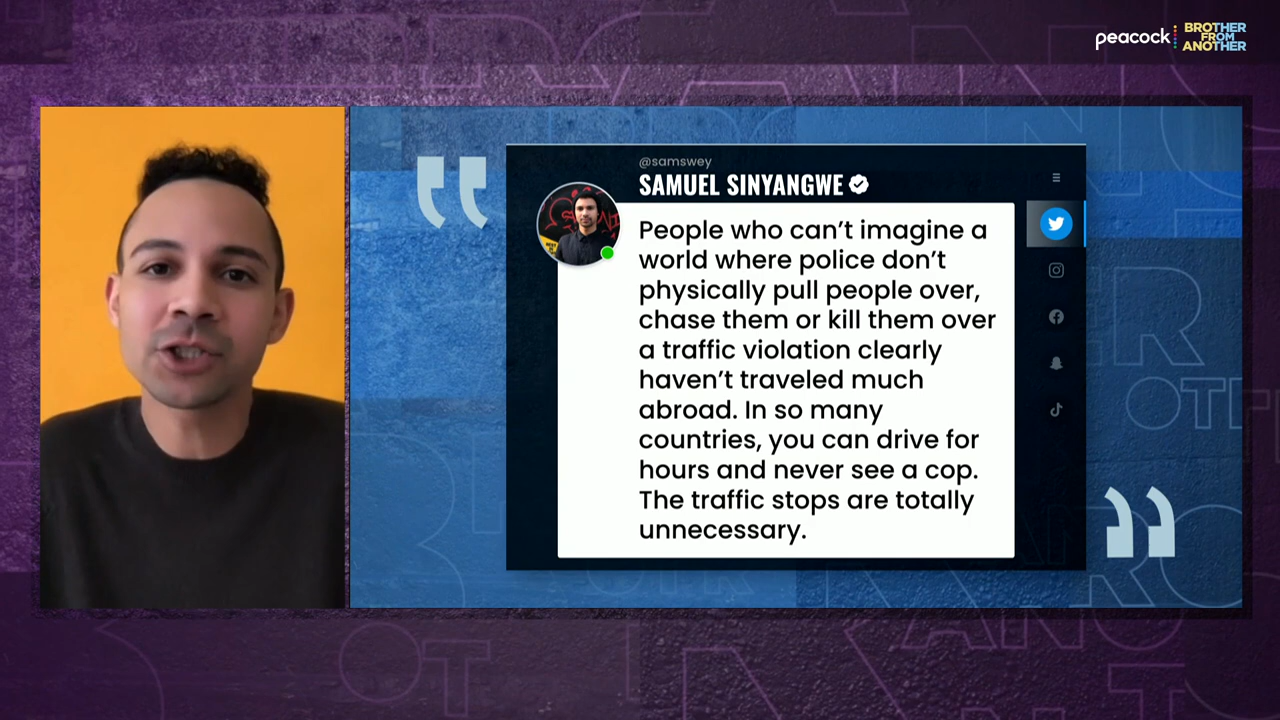 peacock
BROTHER
FROM
ANOTHER
@samswey
SAMUEL SINYANGWE
People who can’t imagine a
world where police don’t
physically pull people over,
chase them or kill them over
a traffic violation clearly
haven’t traveled much
abroad. In so many
countries, you can drive for
hours and never see a cop.
The traffic stops are totally
unnecessary.